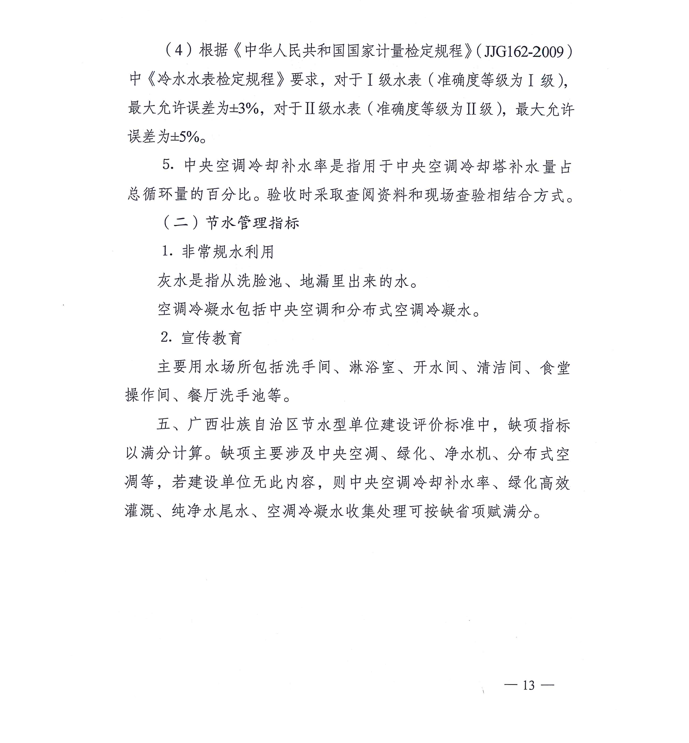 （4）根据《中华人民共和国国家计量检定规程》（JJG162-2009）
中《冷水水表检定规程》要求，对于Ⅰ级水表（准确度等级为Ⅰ级），
最大允许误差为±3%，对于Ⅱ级水表（准确度等级为Ⅱ级），最大允许
误差为±5%。
5. 中央空调冷却补水率是指用于中央空调冷却塔补水量占
总循环量的百分比。验收时采取查阅资料和现场查验相结合方式。
（二）节水管理指标
1. 非常规水利用
灰水是指从洗脸池、地漏里出来的水。
空调冷凝水包括中央空调和分布式空调冷凝水。
2. 宣传教育
主要用水场所包括洗手间、淋浴室、开水间、清洁间、食堂
操作间、餐厅洗手池等。
五、广西壮族自治区节水型单位建设评价标准中，缺项指标
以满分计算。缺项主要涉及中央空调、绿化、净水机、分布式空
调等，若建设单位无此内容，则中央空调冷却补水率、绿化高效
灌溉、纯净水尾水、空调冷凝水收集处理可按缺省项赋满分。
— 13 —